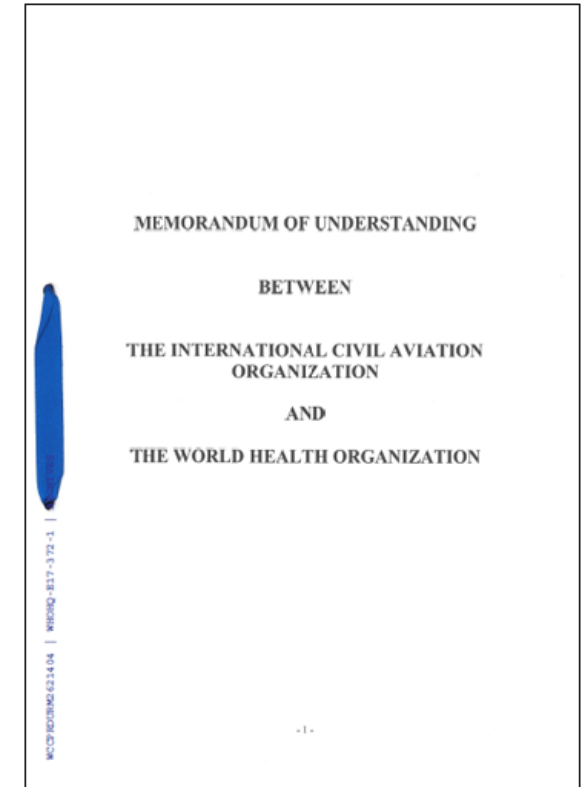 MEMORANDUM OF UNDERSTANDING
BETWEEN
THE INTERNATIONAL CIVIL AVIATION
ORGANIZATION
AND
THE WORLD HEALTH ORGANIZATION
- 1 -
| WHOHQ-E17-372-1 |